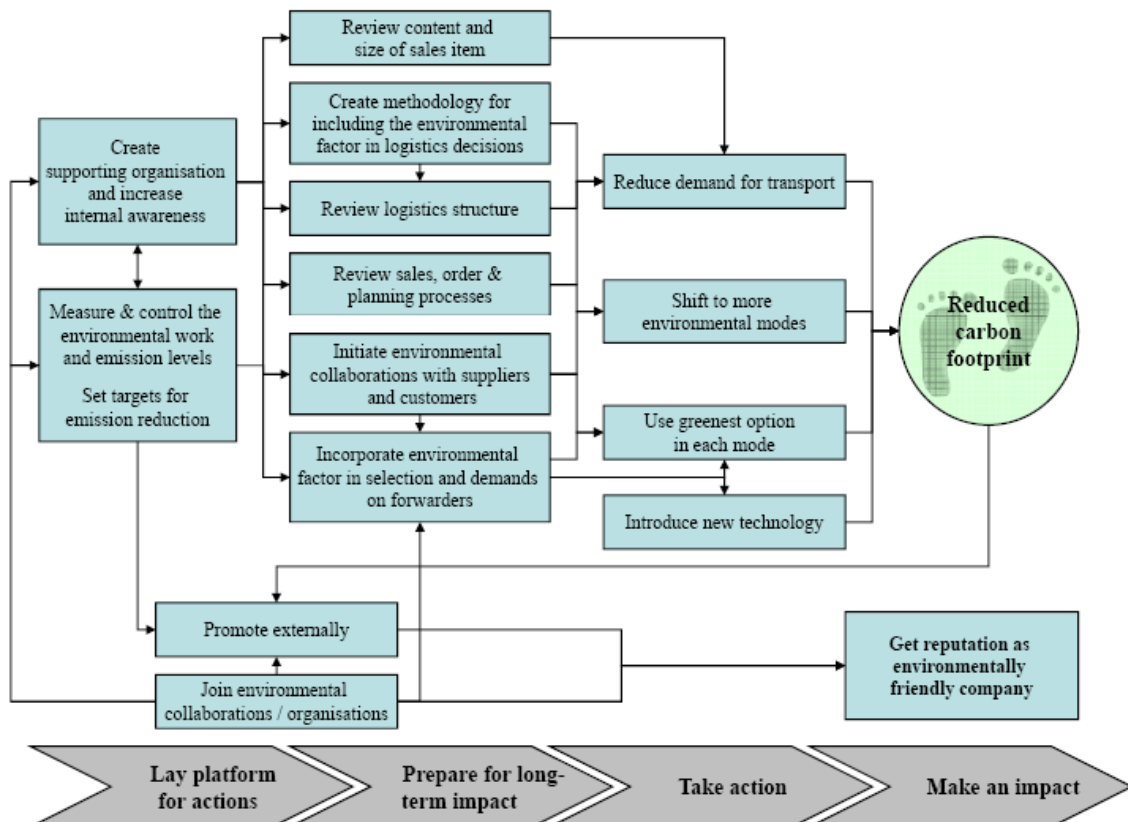 Review content and
size of sales item
Create methodology for
including the environmental
factor in logistics decisions
Create
supporting organisation
and increase
internal awareness
Review logistics structure
Reduce demand for transport
Review sales, order &
planning processes
Measure & control the
environmental work
and emission levels
Set targets for
emission reduction
Shift to more
environmental modes
Reduced
carbon
footprint
Initiate environmental
collaborations with suppliers
and customers
Use greenest option
in each mode
Incorporate environmental
factor in selection and demands
on forwarders
Introduce new technology
Promote externally
Join environmental
collaborations / organisations
Get reputation as
environmentally
friendly company
Lay platform
for actions
Prepare for long-
term impact
Take action
Make an impact